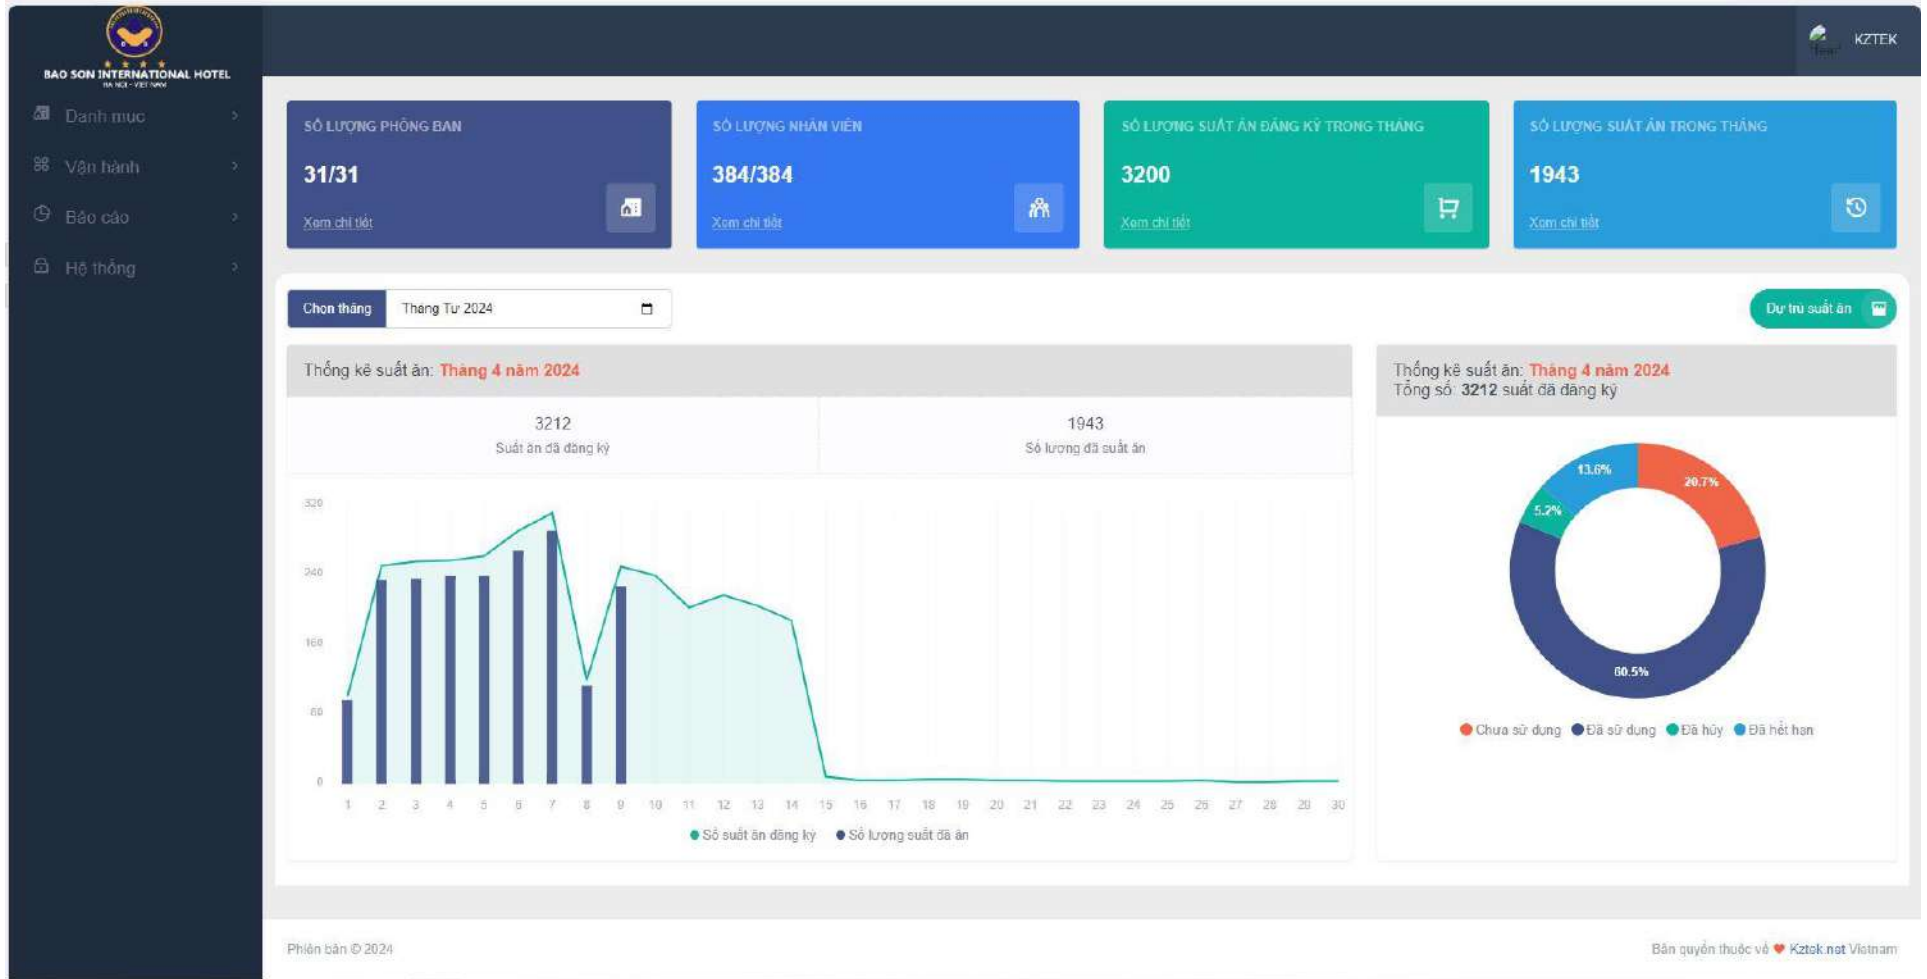 BAO SON INTERNATIONAL HOTEL
HA NOI - VIET NAM
KZTEK
Danh mục
Vận hành
Báo cáo
Hệ thống
SỐ LƯỢNG PHÒNG BAN
31/31
Xem chi tiết
SỐ LƯỢNG NHÂN VIÊN
384/384
Xem chi tiết
SỐ LƯỢNG SUẤT ĂN ĐĂNG KÝ TRONG THÁNG
3200
Xem chi tiết
SỐ LƯỢNG SUẤT ĂN TRONG THÁNG
1943
Xem chi tiết
Chọn tháng
Tháng Tư 2024
Dự trù suất ăn
Thống kê suất ăn: Tháng 4 năm 2024
3212
Suất ăn đã đăng ký
1943
Số lượng đã suất ăn
320
240
160
80
0
1 2 3 4 5 6 7 8 9 10 11 12 13 14 15 16 17 18 19 20 21 22 23 24 25 26 27 28 29 30
Số suất ăn đăng ký Số lượng suất đã ăn
Thống kê suất ăn: Tháng 4 năm 2024
Tổng số: 3212 suất đã đăng ký
13.6%
20.7%
5.2%
60.5%
Chưa sử dụng Đã sử dụng Đã hủy Đã hết hạn
Phiên bản © 2024
Bản quyền thuộc về ❤ Kztek.net Vietnam